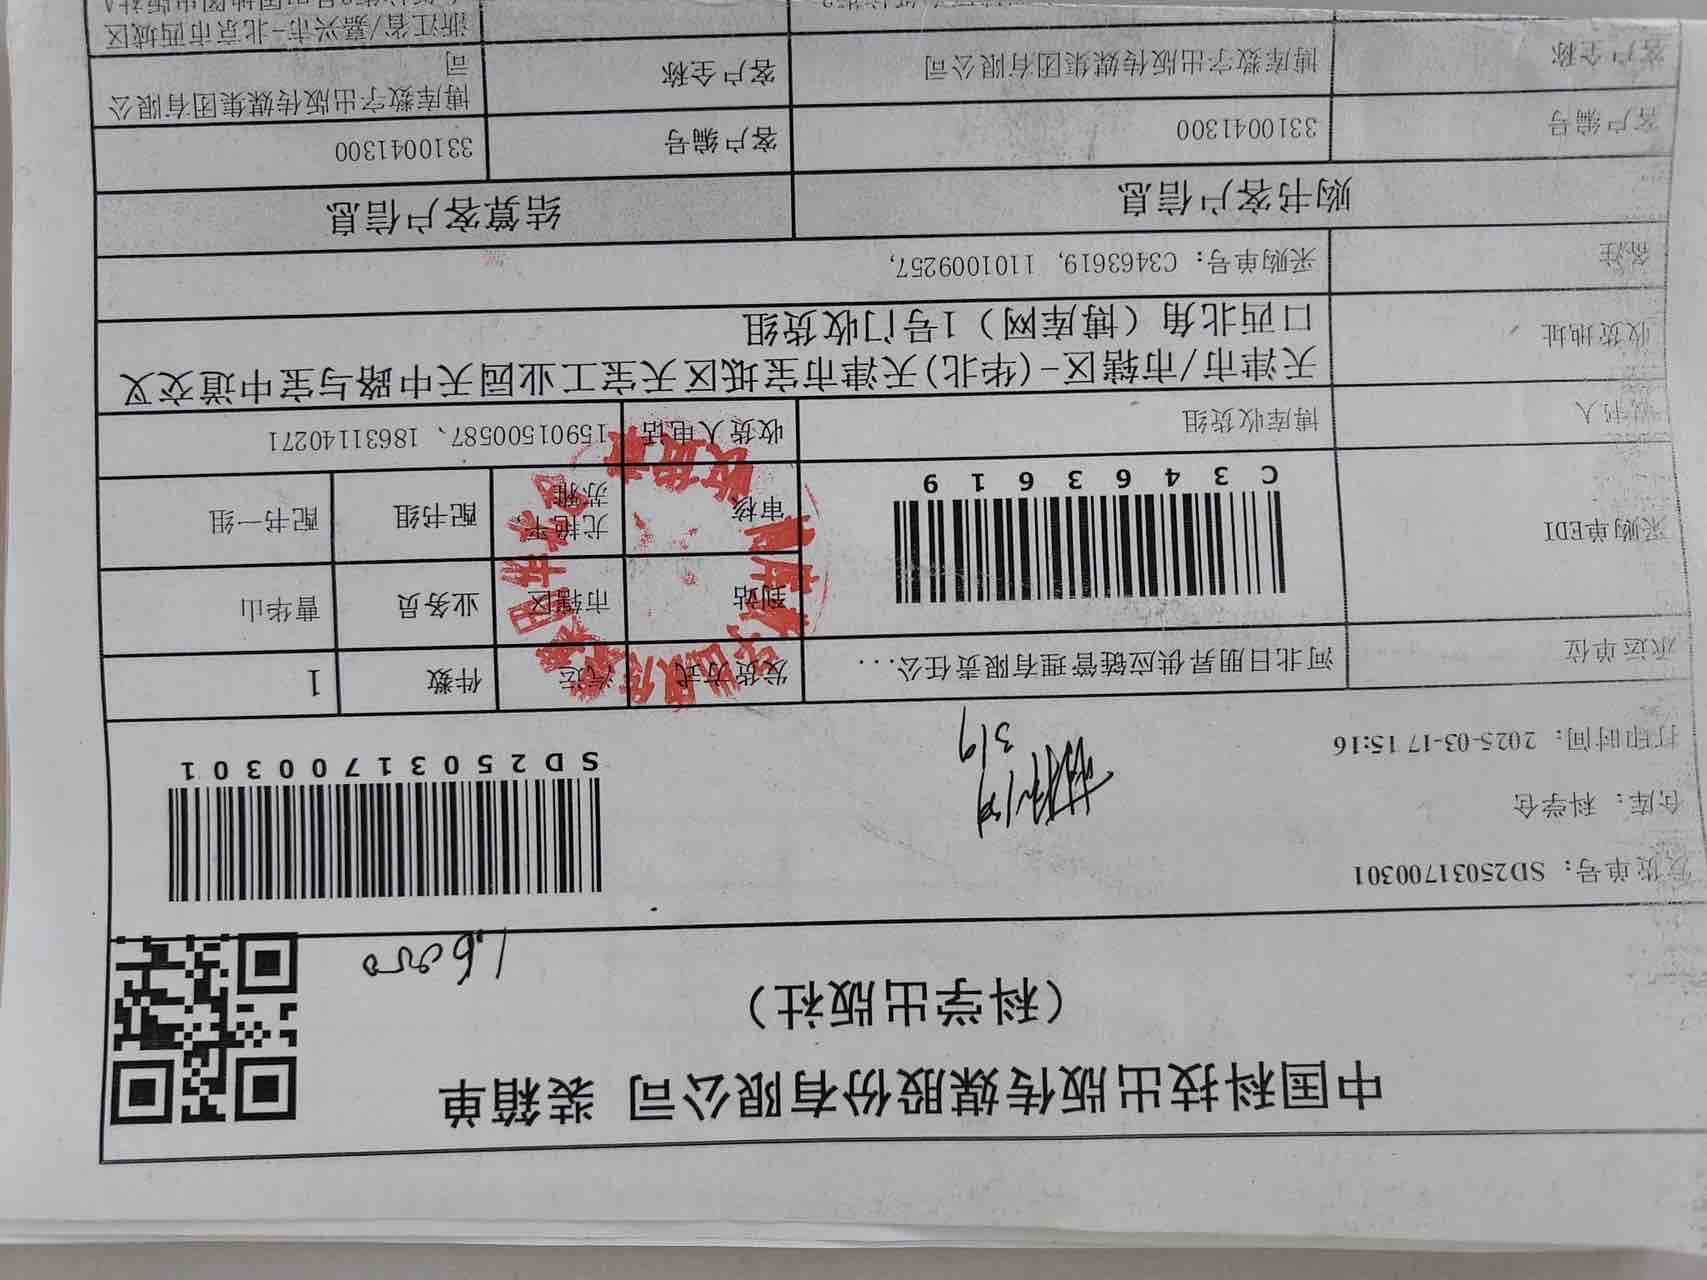 中国科技出版传媒股份有限公司 装箱单
（科学出版社）
1.6050
发货单号： SD25031700301
仓库： 科学仓
打印时间： 2025-03-17 15:16
3/9
SD25031700301
承运单位 河北日朋昇供应链管理有限责任公... 发货方式 汽运 件数 1
采购单EDI C3463619 到站 市辖区 业务员 曹华山
审核 尤艳 苏雅 配书组 配书一组
收书人 博库收货组 收货人电话 15901500587、18631140271
收货地址 天津市/市辖区-(华北)天津市宝坻区天宝工业园天中路与宝中道交叉
口西北角（博库网）1号门收货组
备注 采购单号： C3463619, 1101009257,
购书客户信息 结算客户信息
客户编号 3310041300 客户编号 3310041300
客户全称 博库数字出版传媒集团有限公司 客户全称 博库数字出版传媒集团有限公
司
浙江省/嘉兴市-北京市西城区
收货章